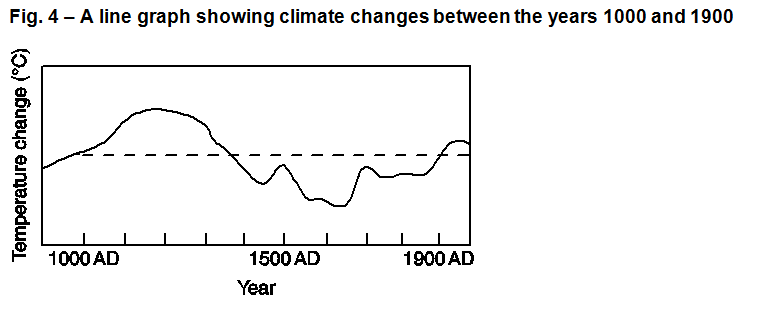 Fig. 4 – A line graph showing climate changes between the years 1000 and 1900
Temperature change (°C)
1000 AD
1500 AD
1900 AD
Year